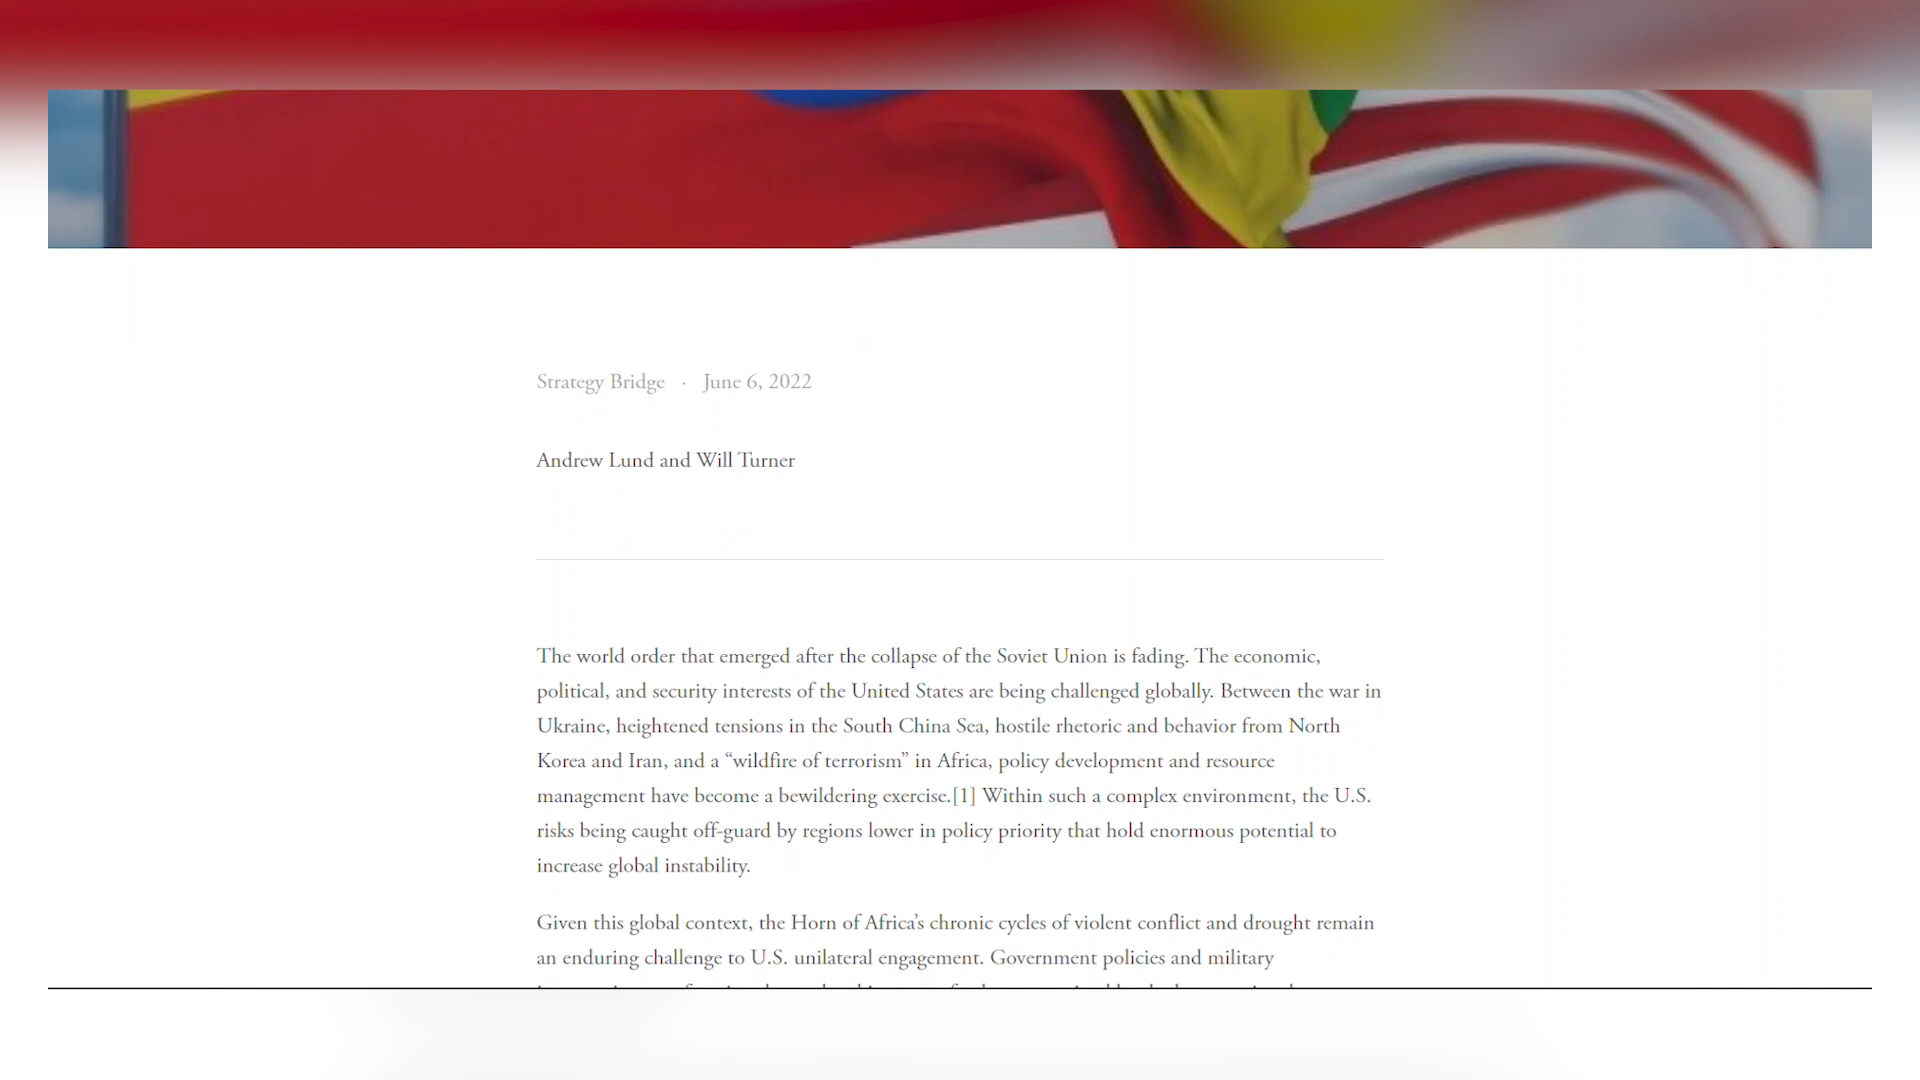 Strategy Bridge · June 6, 2022
Andrew Lund and Will Turner
The world order that emerged after the collapse of the Soviet Union is fading. The economic,
political, and security interests of the United States are being challenged globally. Between the war in
Ukraine, heightened tensions in the South China Sea, hostile rhetoric and behavior from North
Korea and Iran, and a “wildfire of terrorism” in Africa, policy development and resource
management have become a bewildering exercise.[1] Within such a complex environment, the U.S.
risks being caught off-guard by regions lower in policy priority that hold enormous potential to
increase global instability.
Given this global context, the Horn of Africa’s chronic cycles of violent conflict and drought remain
an enduring challenge to U.S. unilateral engagement. Government policies and military